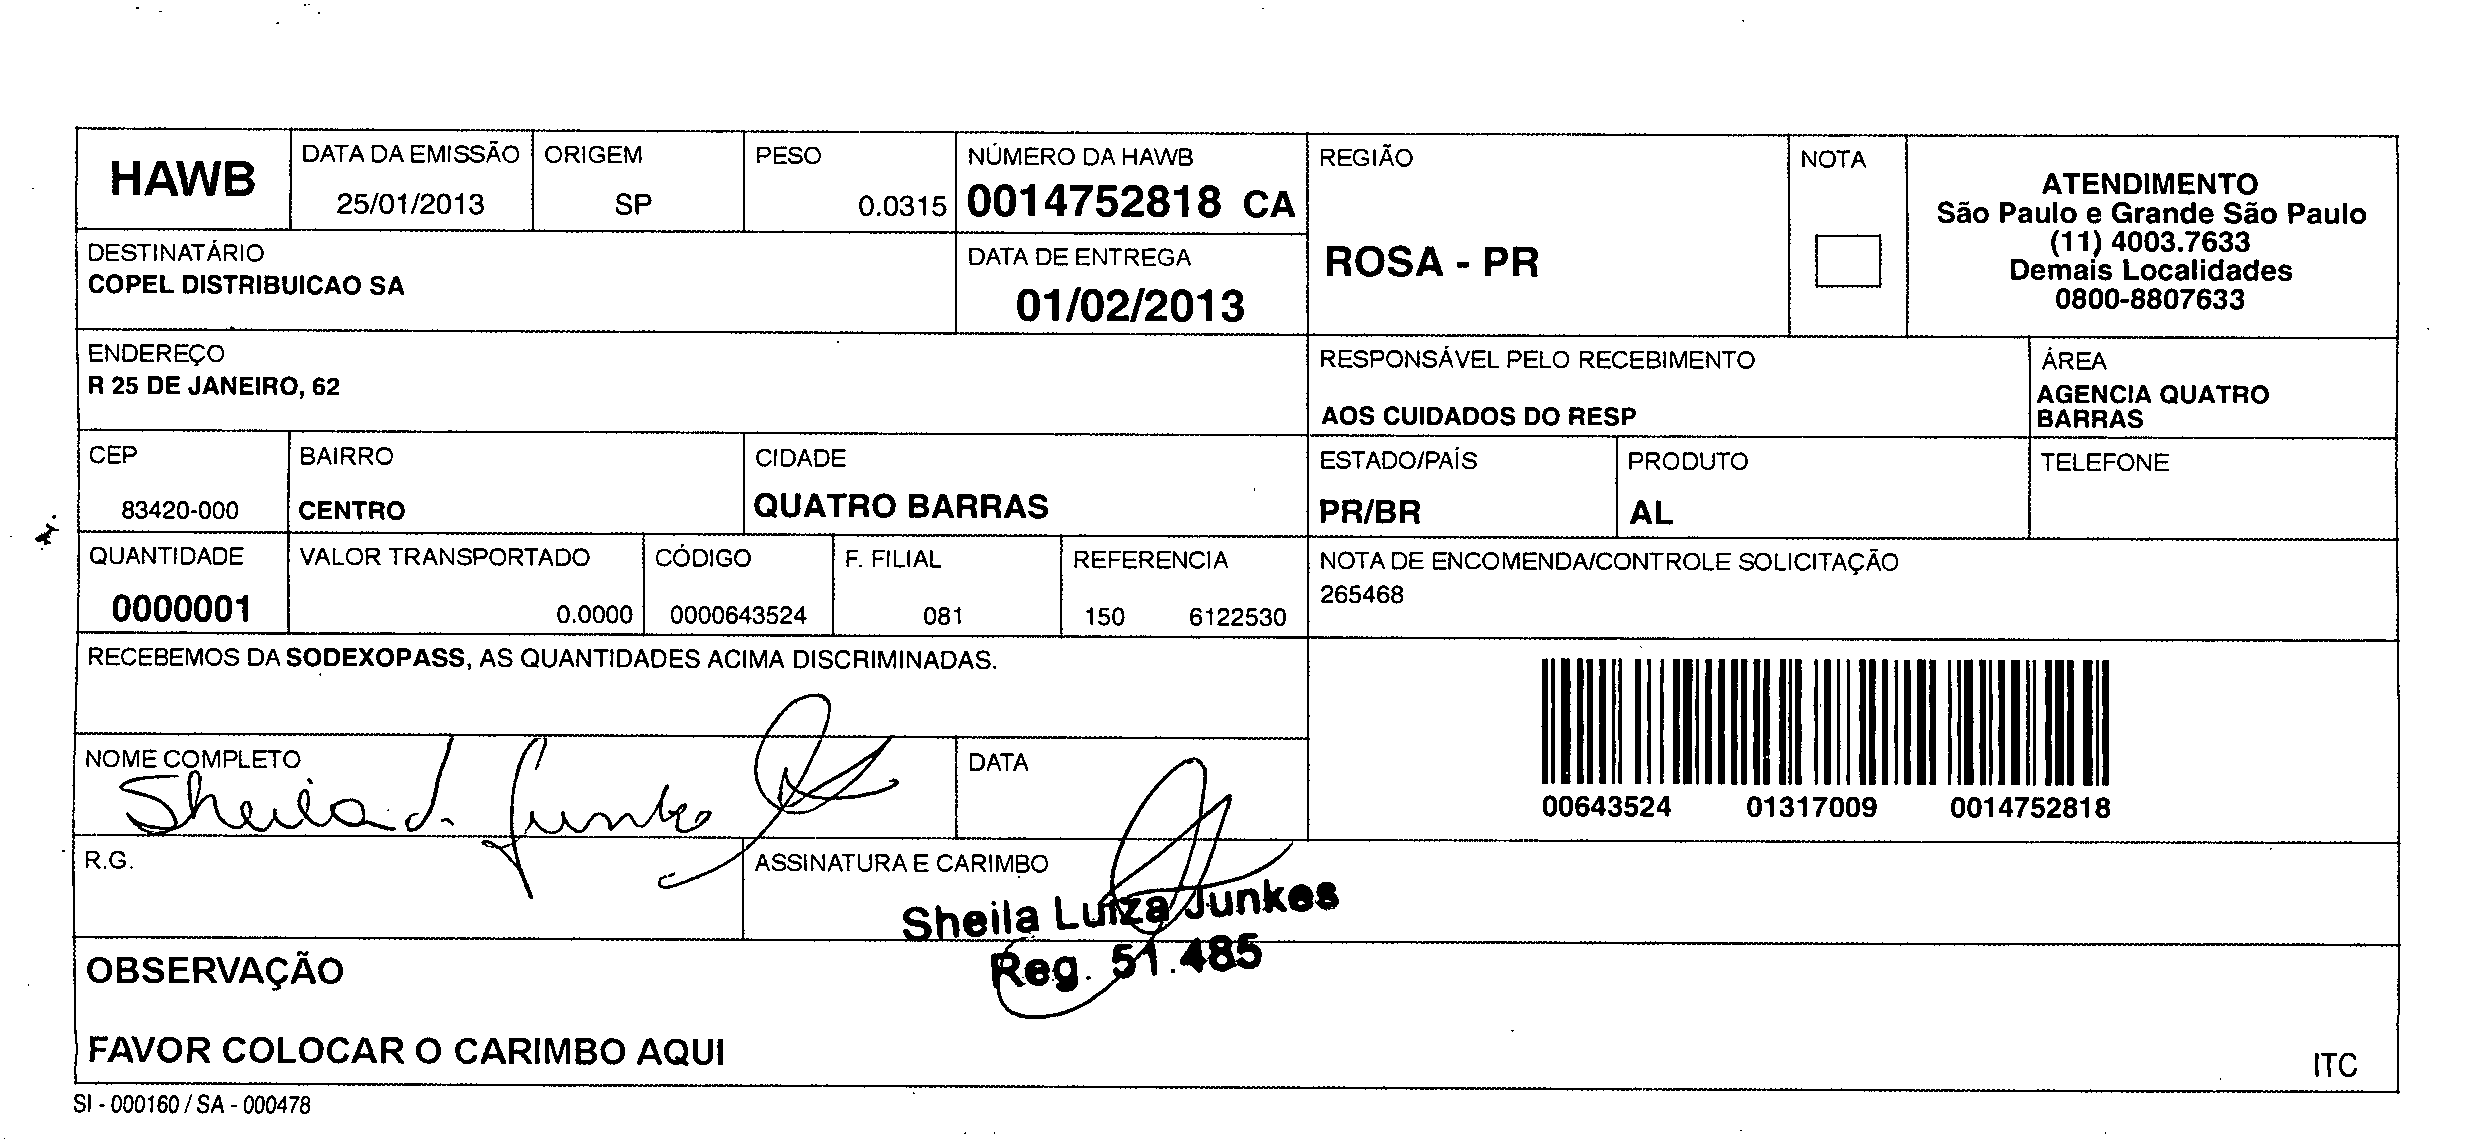 HAWB
DATA DA EMISSÃO
25/01/2013
ORIGEM
SP
PESO
0.0315
NÚMERO DA HAWB
0014752818 CA
REGIÃO
ROSA - PR
NOTA
ATENDIMENTO
São Paulo e Grande São Paulo
(11) 4003.7633
Demais Localidades
0800-8807633
DESTINATÁRIO
COPEL DISTRIBUICAO SA
DATA DE ENTREGA
01/02/2013
ENDEREÇO
R 25 DE JANEIRO, 62
RESPONSÁVEL PELO RECEBIMENTO
AOS CUIDADOS DO RESP
ÁREA
AGENCIA QUATRO
BARRAS
CEP
83420-000
BAIRRO
CENTRO
CIDADE
QUATRO BARRAS
ESTADO/PAÍS
PR/BR
PRODUTO
AL
TELEFONE
QUANTIDADE
0000001
VALOR TRANSPORTADO
0.0000
CÓDIGO
0000643524
F. FILIAL
081
REFERENCIA
150 6122530
NOTA DE ENCOMENDA/CONTROLE SOLICITAÇÃO
265468
RECEBEMOS DA SODEXOPASS, AS QUANTIDADES ACIMA DISCRIMINADAS.
00643524 01317009 0014752818
NOME COMPLETO
Sheila
DATA
R.G.
ASSINATURA E CARIMBO
Sheila Luiza Junkes
Reg. 51.485
OBSERVAÇÃO
FAVOR COLOCAR O CARIMBO AQUI
ITC
SI - 000160 / SA - 000478